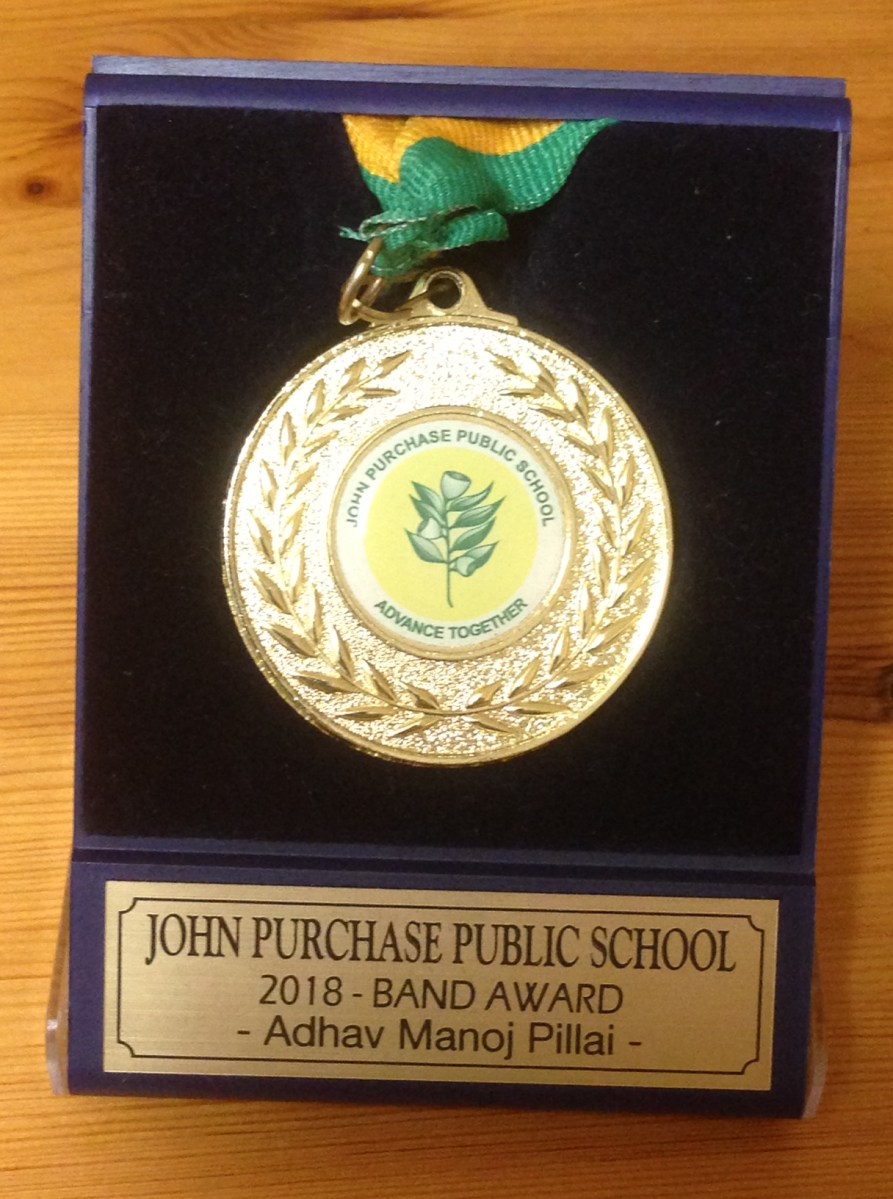 JOHN PURCHASE PUBLIC SCHOOL
ADVANCE TOGETHER
JOHN PURCHASE PUBLIC SCHOOL
2018 - BAND AWARD
- Adhav Manoj Pillai -